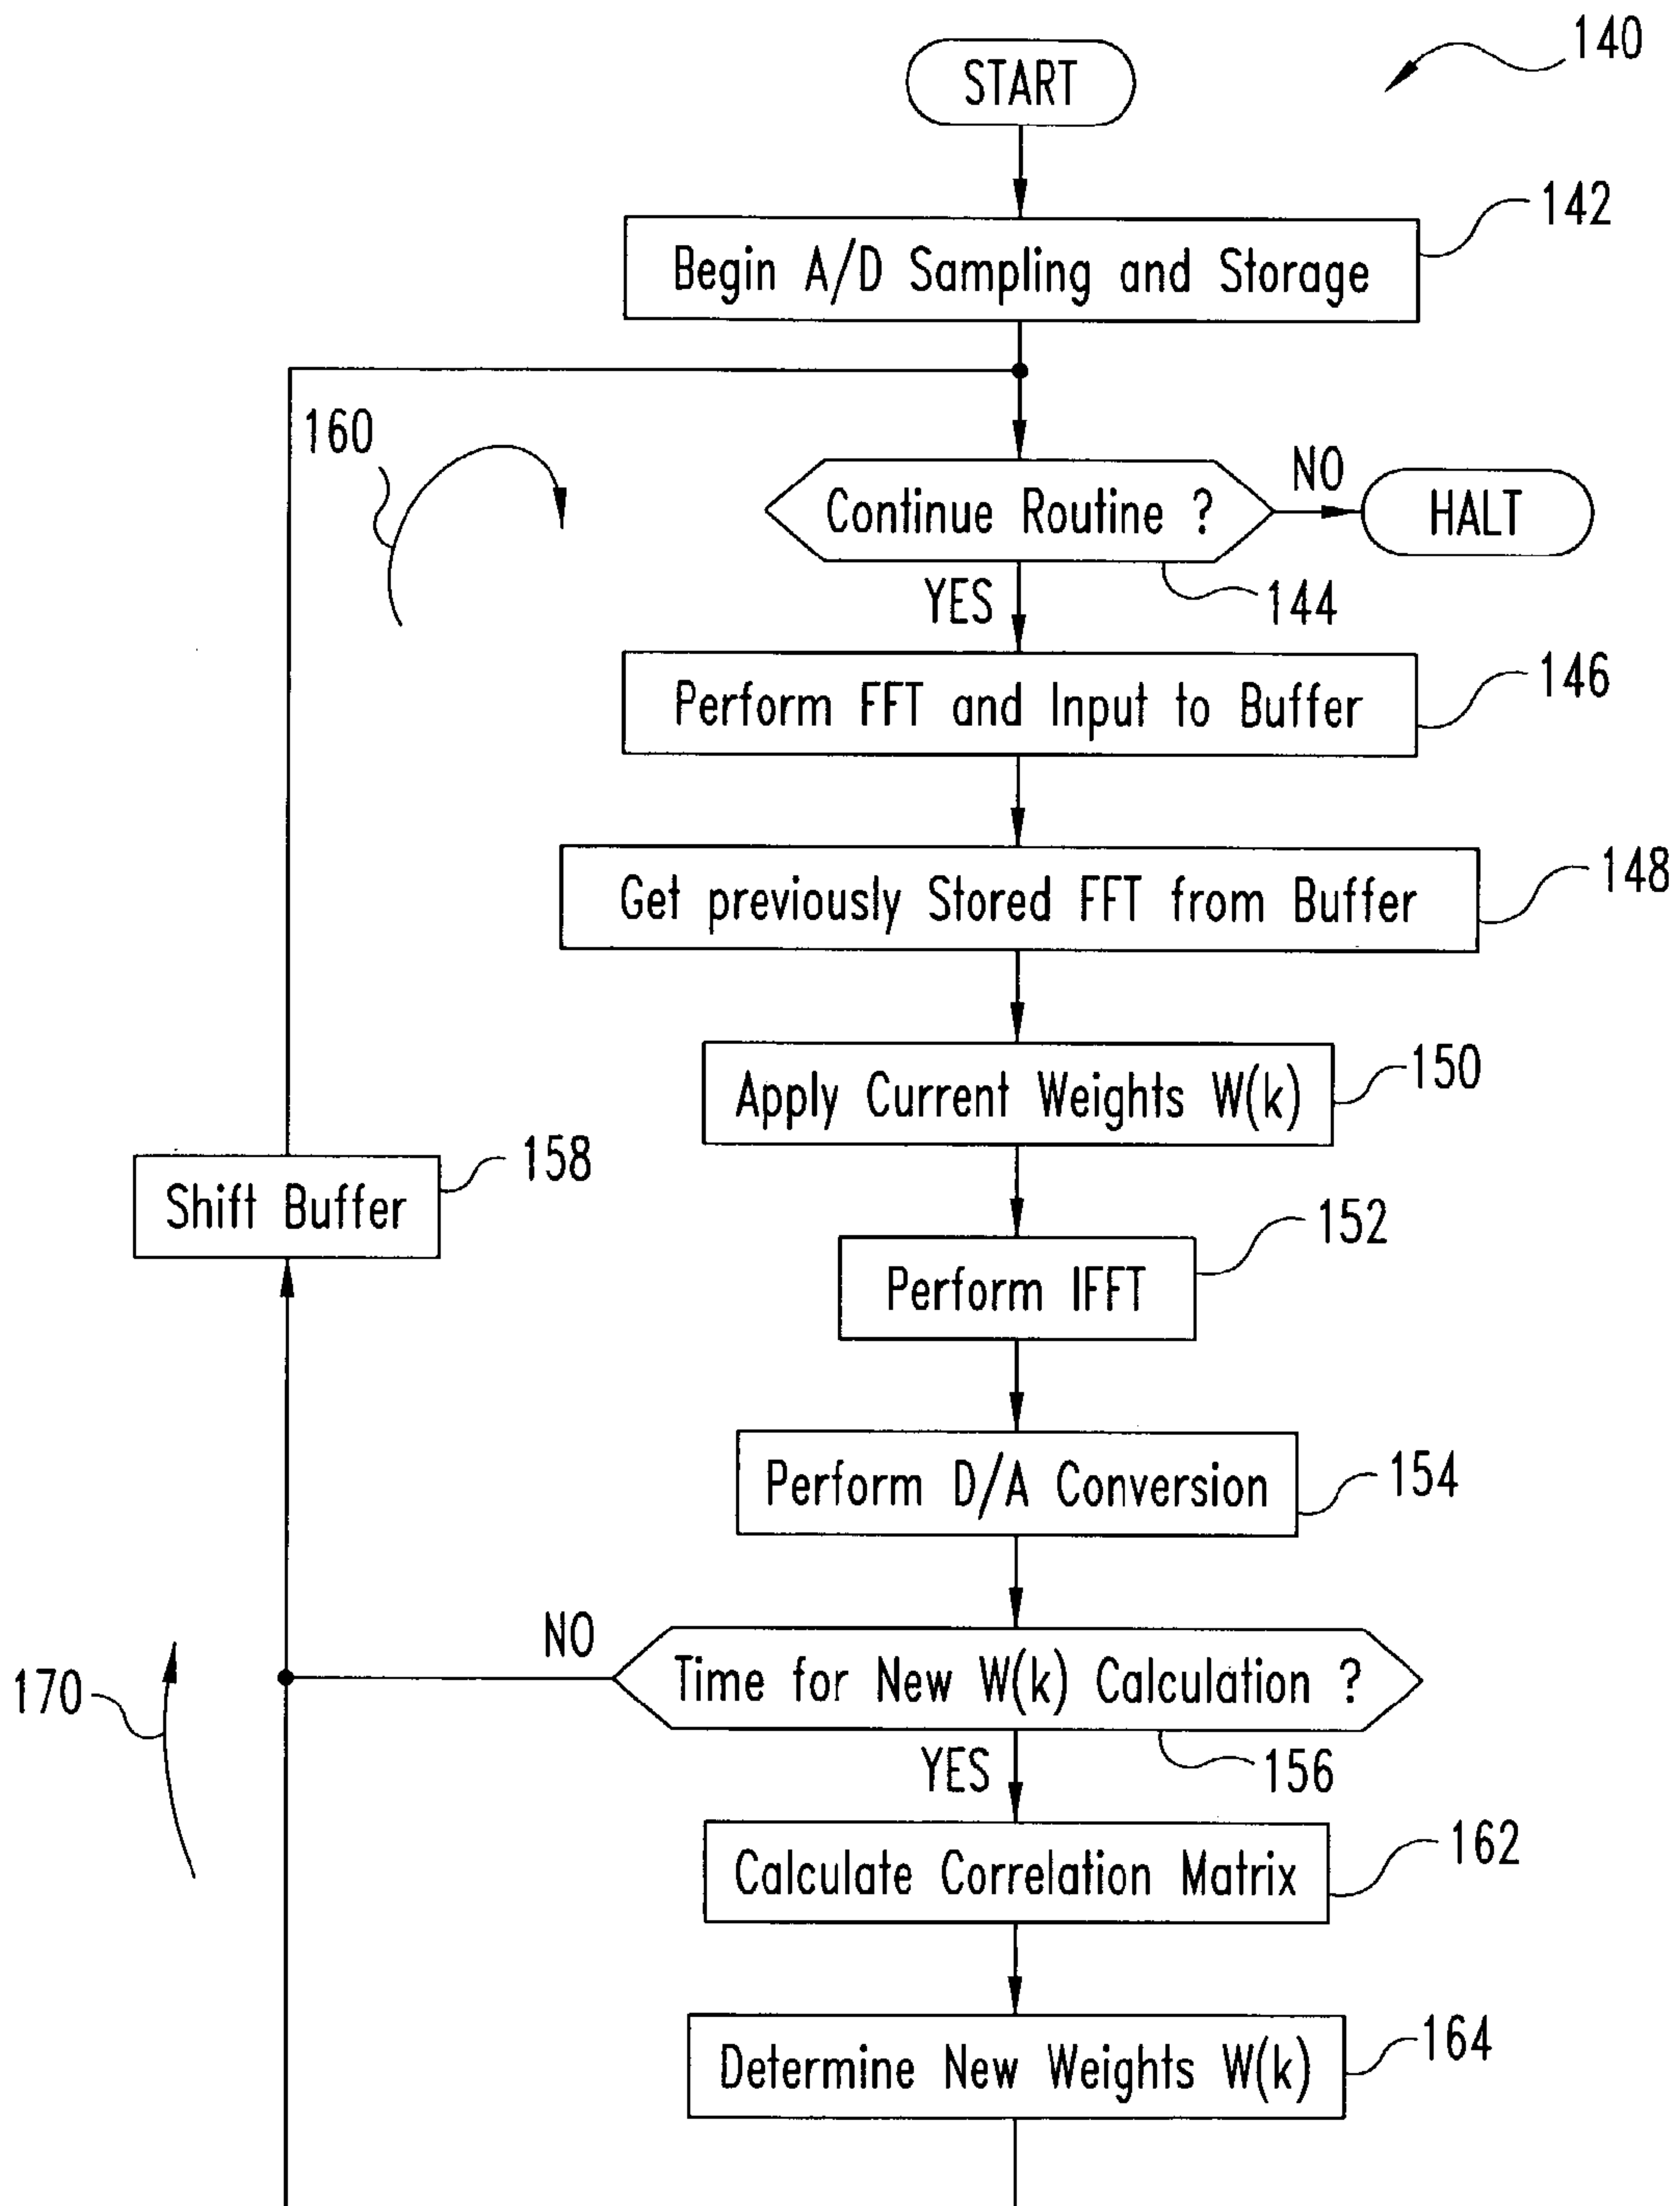 140
START
142
Begin A/D Sampling and Storage
160
Continue Routine ?
NO
HALT
YES
144
146
Perform FFT and Input to Buffer
148
Get previously Stored FFT from Buffer
150
Apply Current Weights W(k)
158
Shift Buffer
152
Perform IFFT
154
Perform D/A Conversion
NO
Time for New W(k) Calculation ?
170
YES
156
162
Calculate Correlation Matrix
164
Determine New Weights W(k)